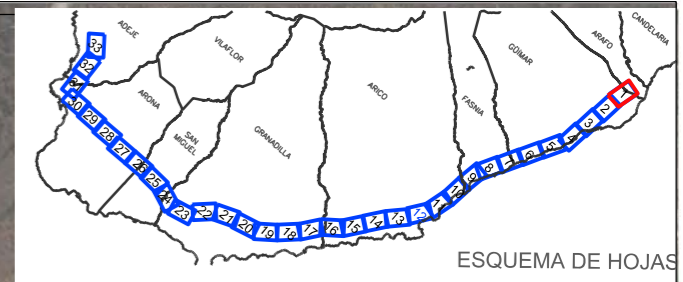 ADEJE
VILAFLOR
ARONA
SAN
MIGUEL
GRANADILLA
ARICO
FASNIA
GÜIMAR
ARAFO
CANDELARIA
33
32
31
30
29
28
27
26
25
24
23
22
21
20
19
18
17
16
15
14
13
12
11
10
9
8
7
6
5
4
3
2
1
ESQUEMA DE HOJAS